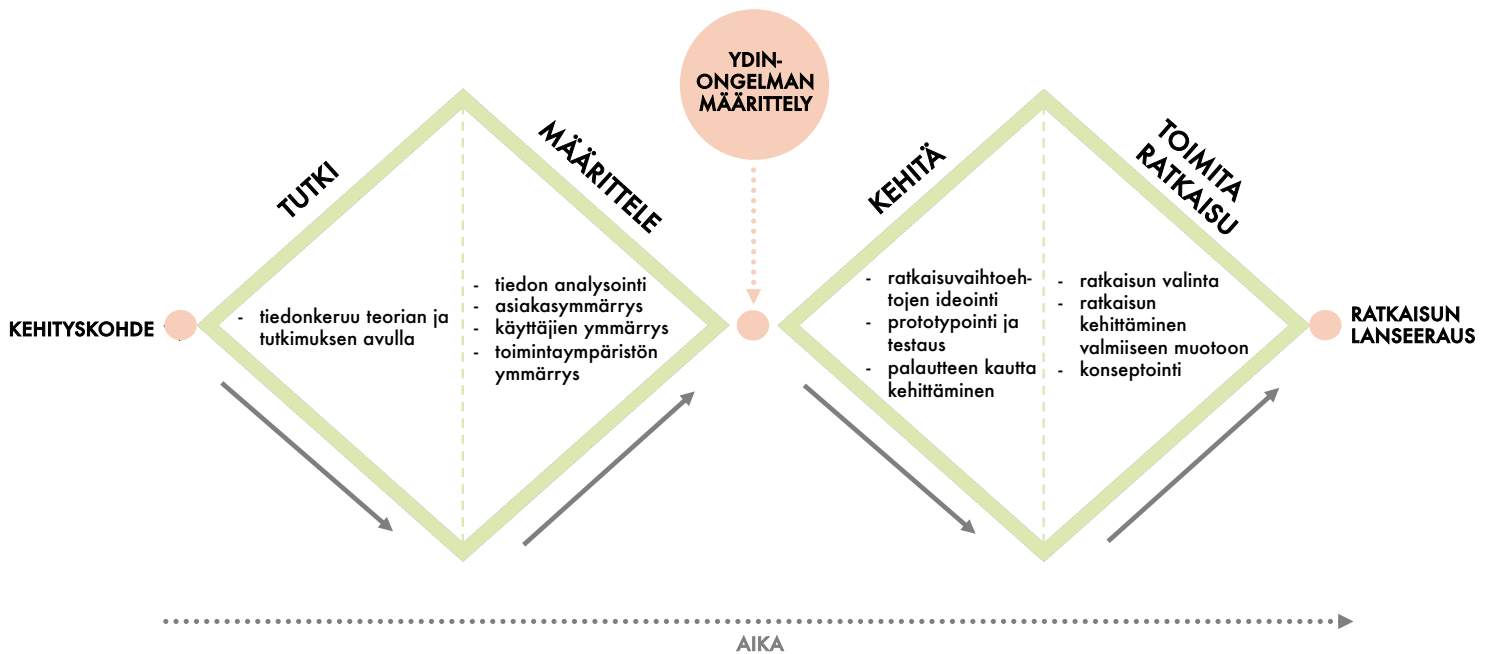 YDIN-
ONGELMAN
MÄÄRITTELY
TUTKI
MÄÄRITTELE
KEHITÄ
TOIMITA
RATKAISU
KEHITYSKOHDE
- tiedonkeruu teorian ja
tutkimuksen avulla
- tiedon analysointi
- asiakasymmärrys
- käyttäjien ymmärrys
- toimintaympäristön
ymmärrys
- ratkaisuvaihtoeh-
tojen ideointi
- prototypointi ja
testaus
- palautteen kautta
kehittäminen
- ratkaisun valinta
- ratkaisun
kehittäminen
valmiiseen muotoon
- konseptointi
RATKAISUN
LANSEERAUS
AIKA